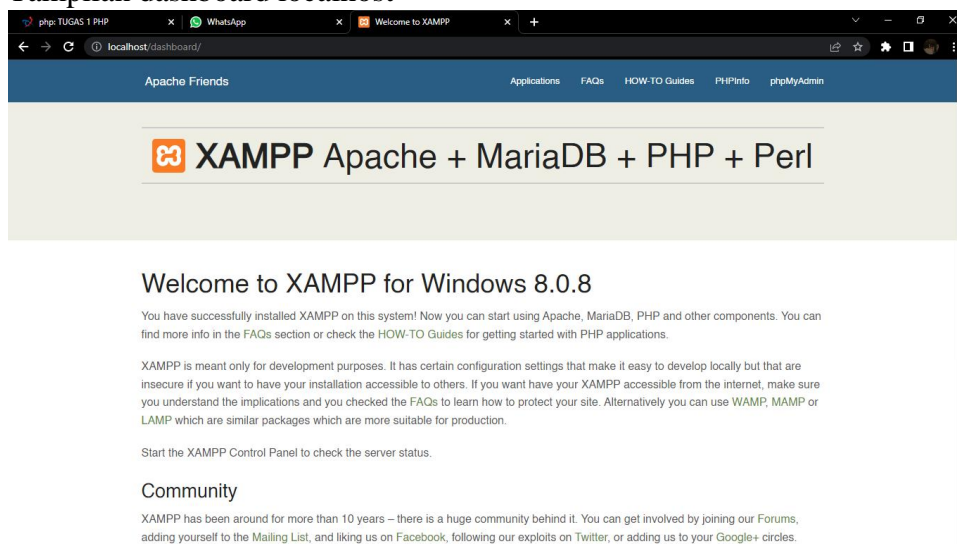 Tampilan dashboard localhost
php: TUGAS 1 PHP WhatsApp Welcome to XAMPP
localhost/dashboard/
Apache Friends Applications FAQs HOW-TO Guides PHPInfo phpMyAdmin
XAMPP Apache + MariaDB + PHP + Perl
Welcome to XAMPP for Windows 8.0.8
You have successfully installed XAMPP on this system! Now you can start using Apache, MariaDB, PHP and other components. You can
find more info in the FAQs section or check the HOW-TO Guides for getting started with PHP applications.
XAMPP is meant only for development purposes. It has certain configuration settings that make it easy to develop locally but that are
insecure if you want to have your installation accessible to others. If you want have your XAMPP accessible from the internet, make sure
you understand the implications and you checked the FAQs to learn how to protect your site. Alternatively you can use WAMP, MAMP or
LAMP which are similar packages which are more suitable for production.
Start the XAMPP Control Panel to check the server status.
Community
XAMPP has been around for more than 10 years – there is a huge community behind it. You can get involved by joining our Forums,
adding yourself to the Mailing List, and liking us on Facebook, following our exploits on Twitter, or adding us to your Google+ circles.